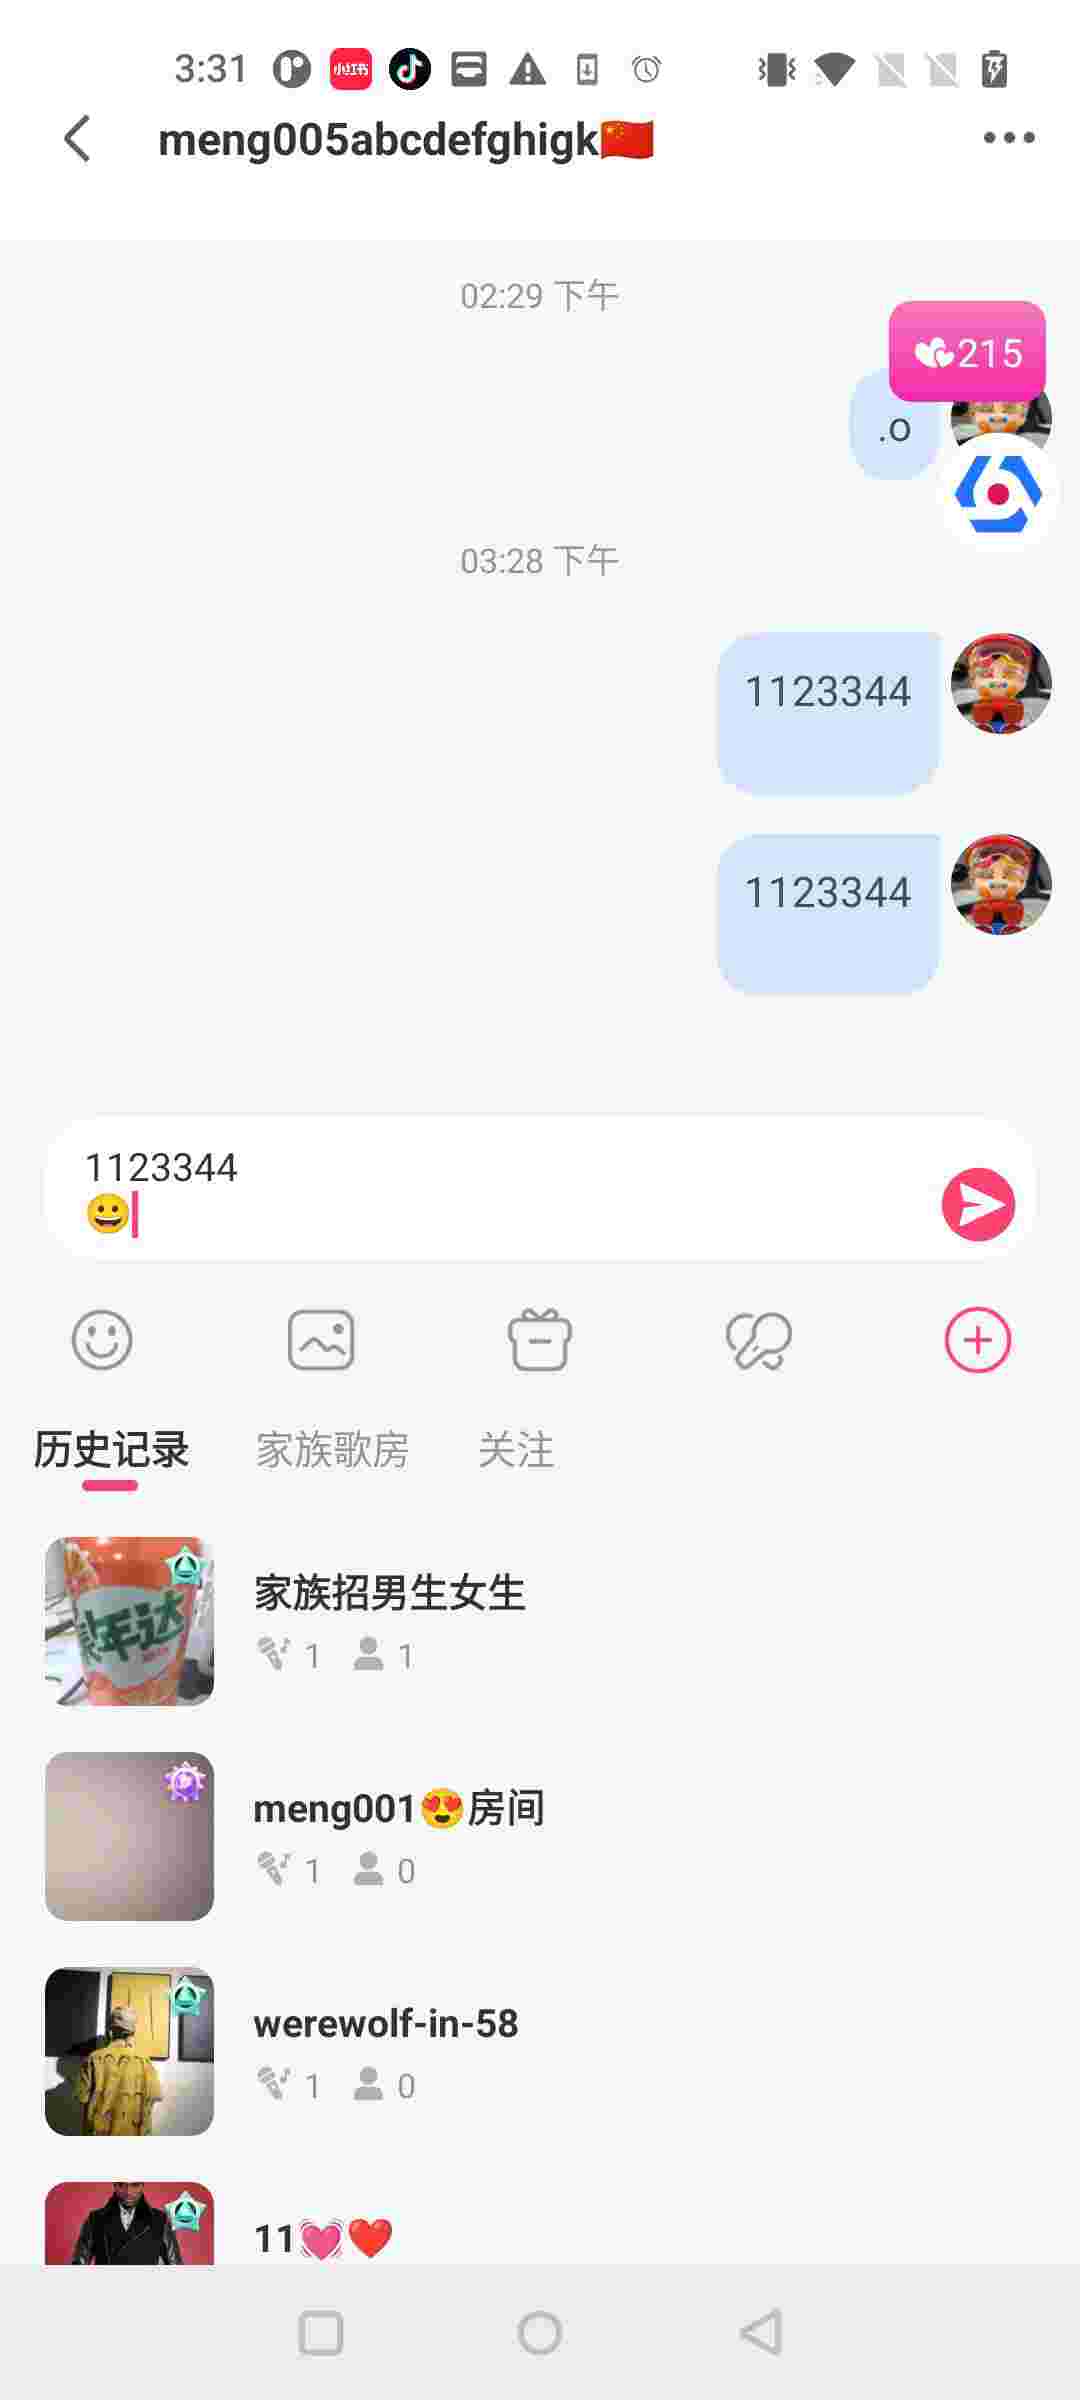 3:31
小红书
meng005abcdefghigk🇨🇳
02:29 下午
215
.o
03:28 下午
1123344
1123344
1123344
😀
历史记录
家族歌房
关注
年达
家族招男生女生
1
1
meng001😍房间
1
0
werewolf-in-58
1
0
11💓❤️